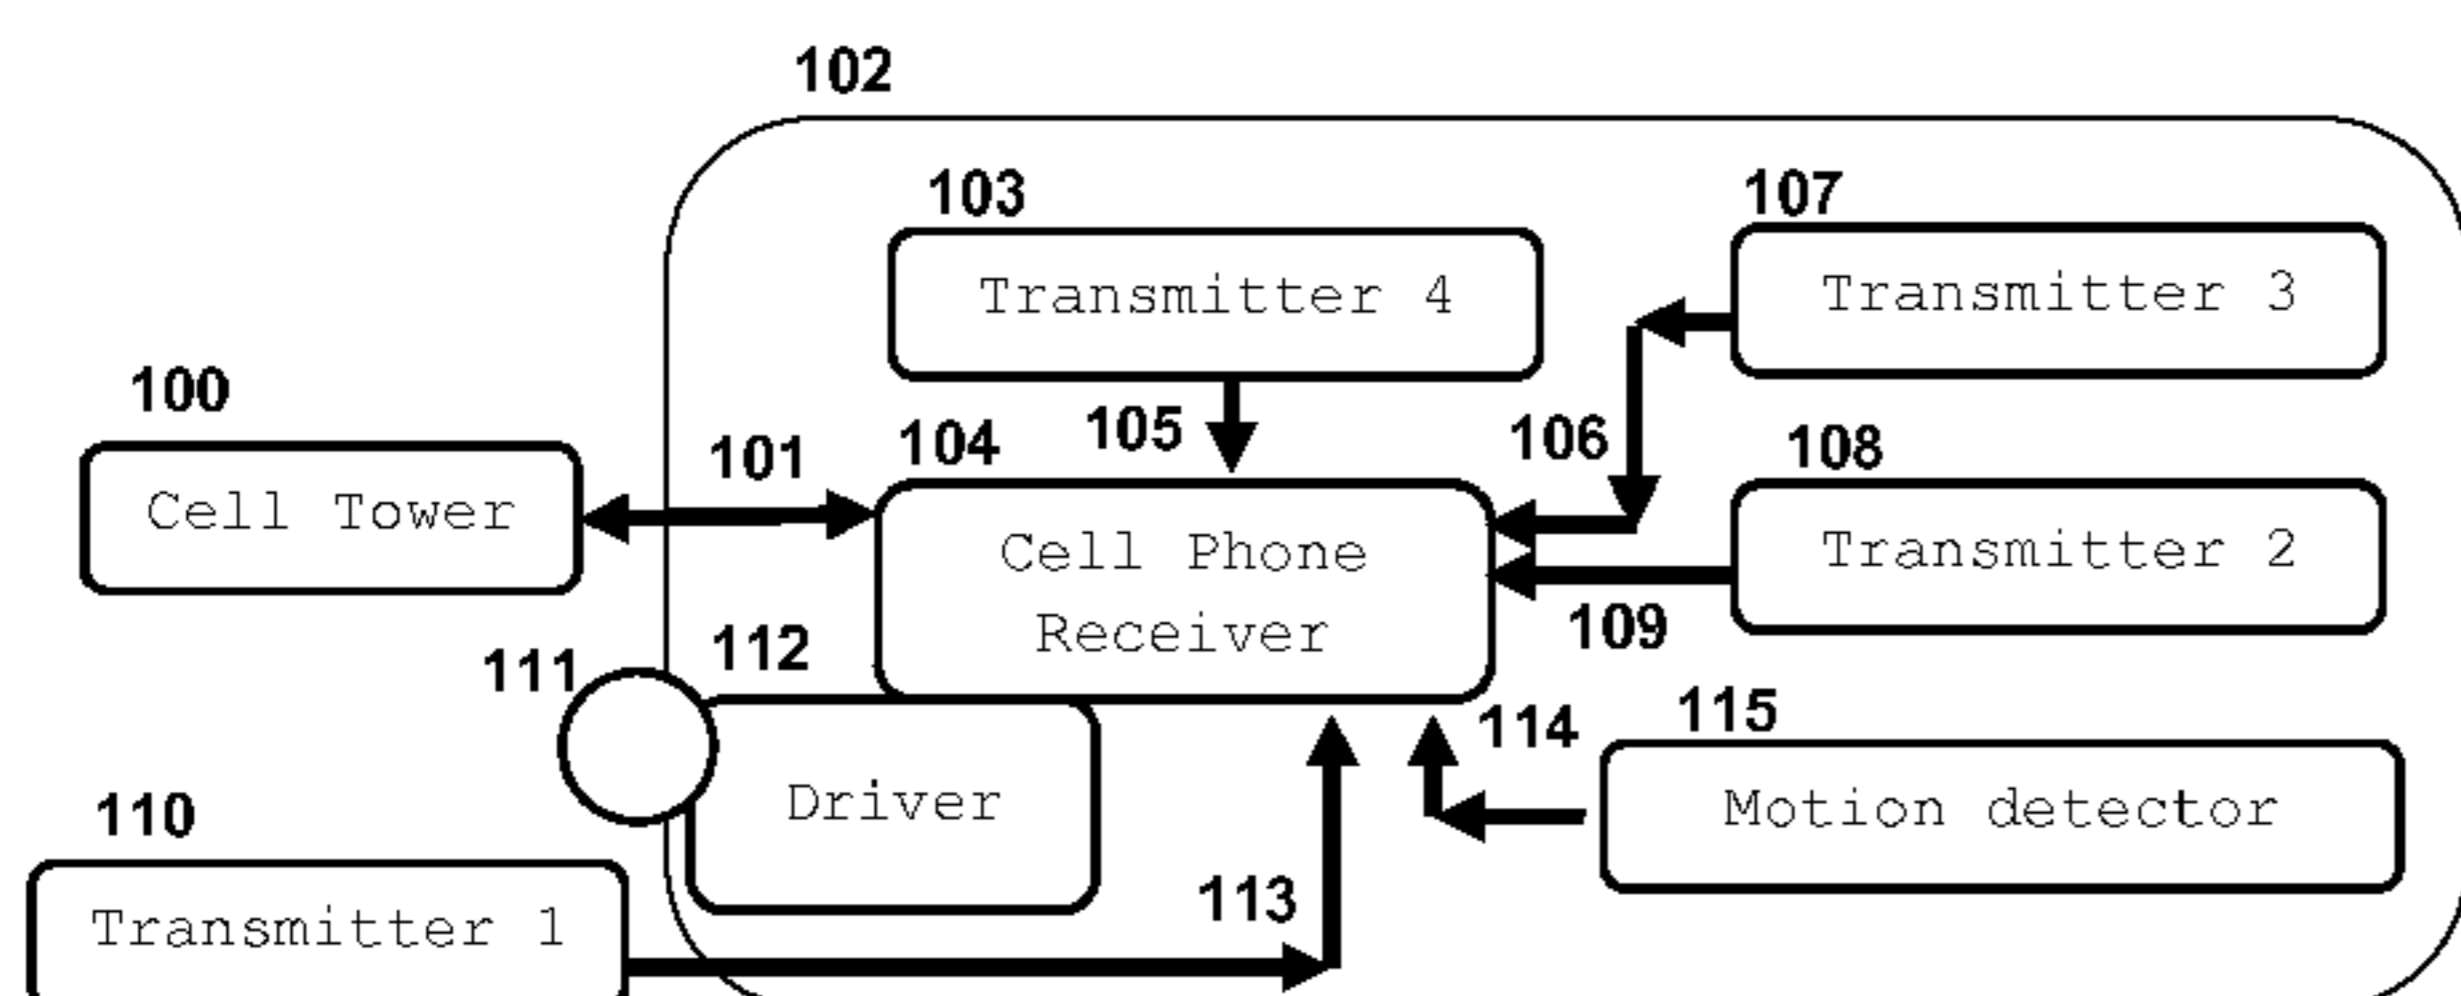 102
103
107
Transmitter 4
Transmitter 3
100
101
104
105
106
108
Cell Tower
Cell Phone
Receiver
Transmitter 2
109
111
112
114
115
Driver
Motion detector
110
113
Transmitter 1